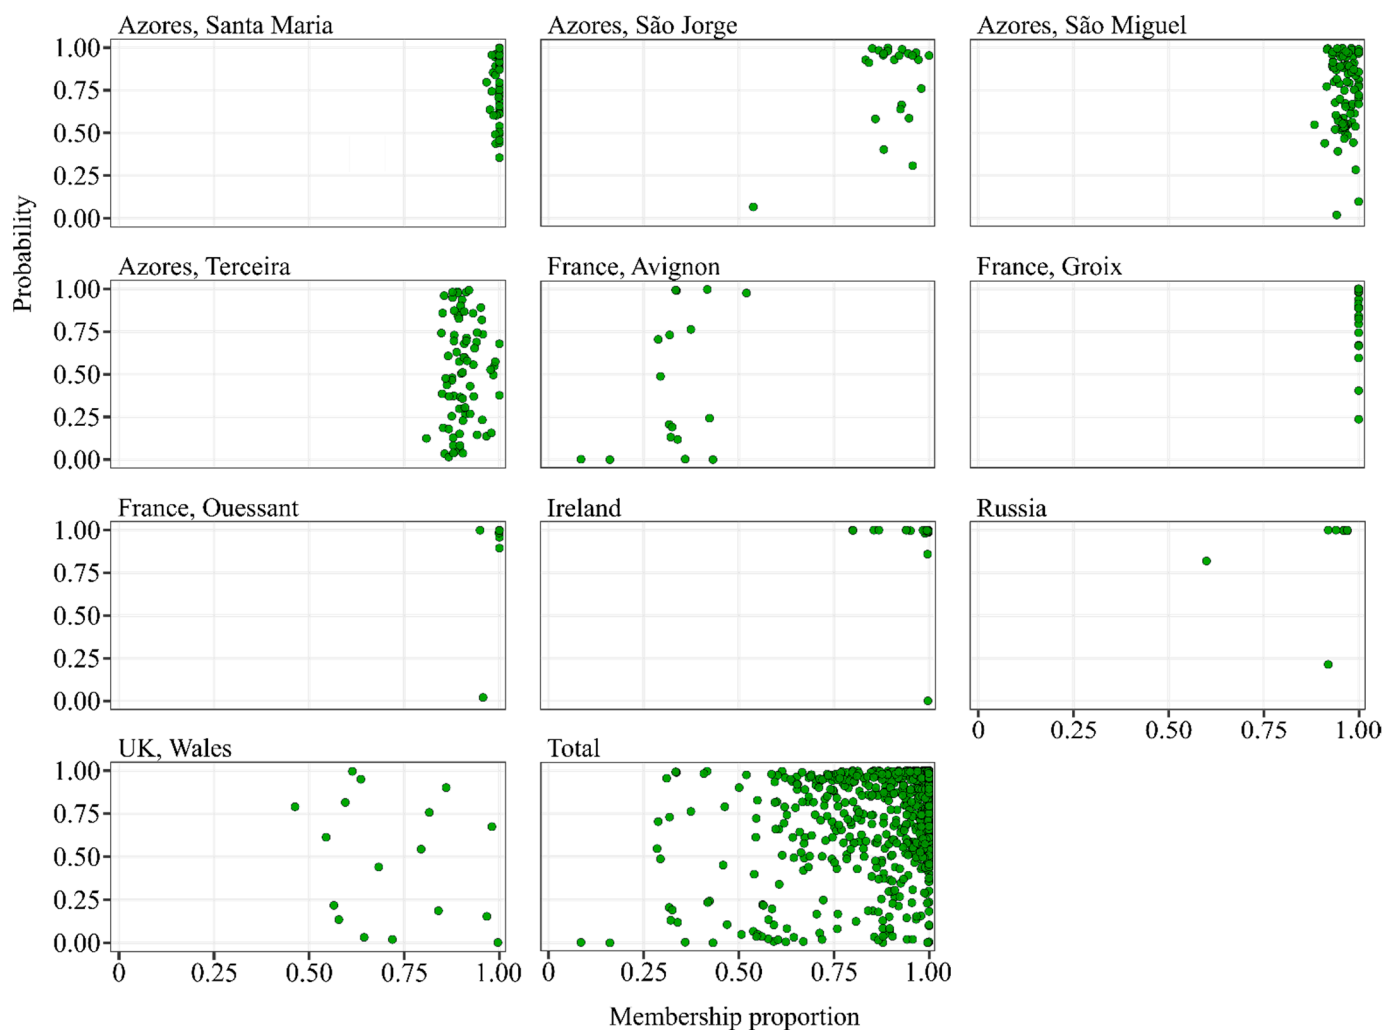 Azores, Santa Maria
Azores, São Jorge
Azores, São Miguel
1.00
0.75
0.50
0.25
0.00
Probability
Azores, Terceira
France, Avignon
France, Groix
1.00
0.75
0.50
0.25
0.00
France, Ouessant
Ireland
Russia
1.00
0.75
0.50
0.25
0.00
0 0.25 0.50 0.75 1.00
UK, Wales
Total
1.00
0.75
0.50
0.25
0.00
0 0.25 0.50 0.75 1.00
0 0.25 0.50 0.75 1.00
Membership proportion